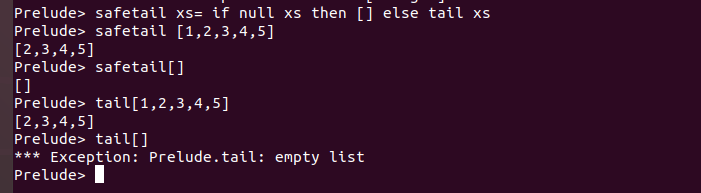 Prelude> safetail xs= if null xs then [] else tail xs
Prelude> safetail [1,2,3,4,5]
[2,3,4,5]
Prelude> safetail[]
[]
Prelude> tail[1,2,3,4,5]
[2,3,4,5]
Prelude> tail[]
*** Exception: Prelude.tail: empty list
Prelude>